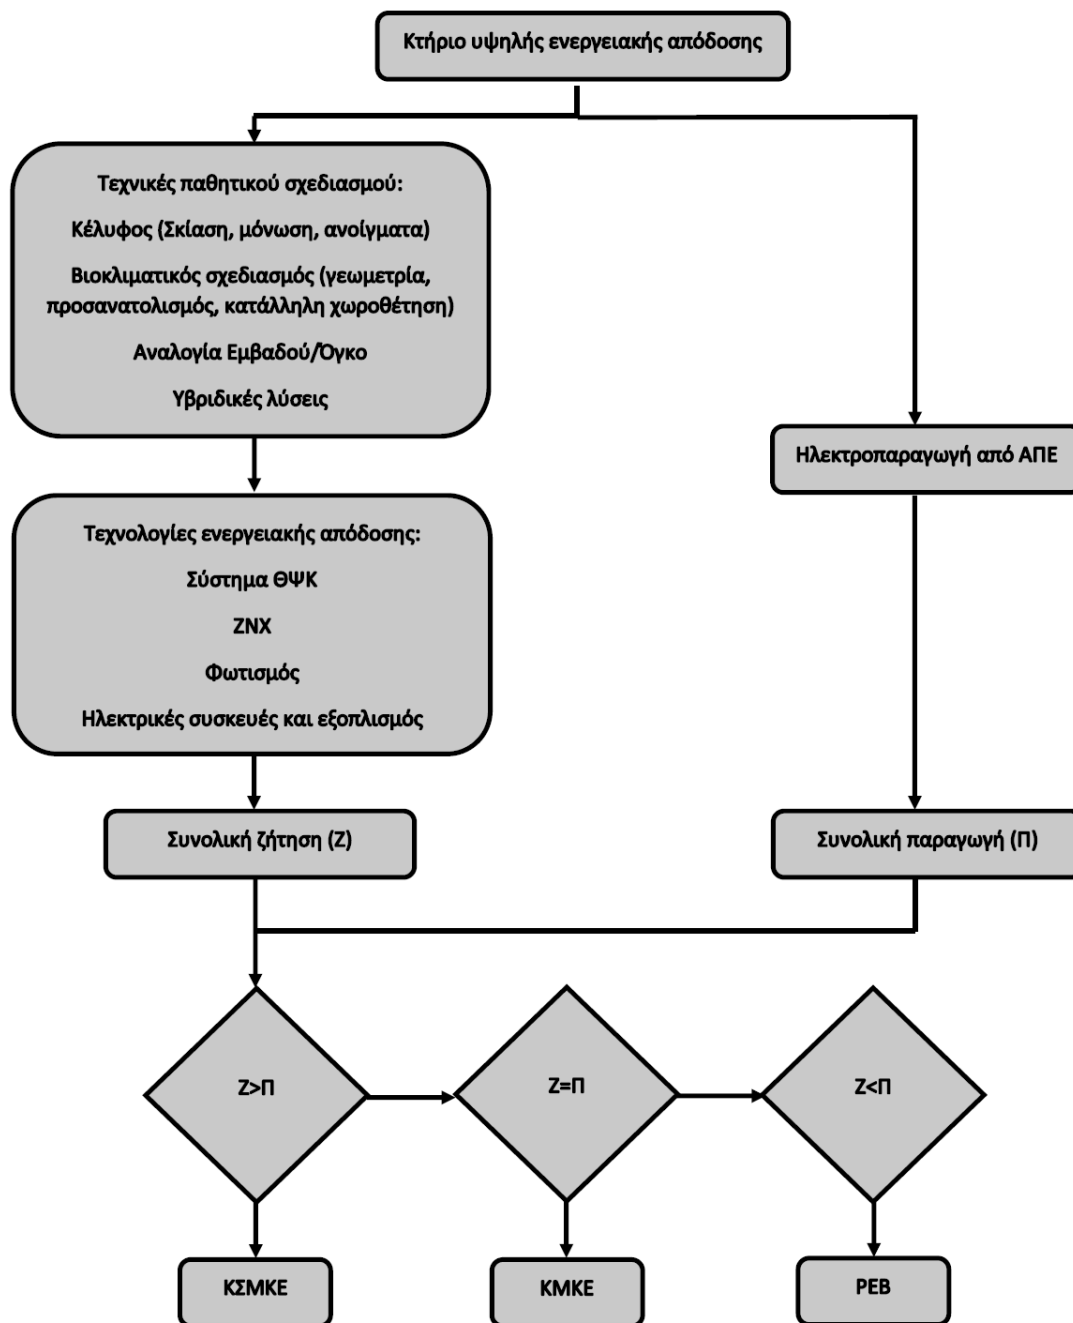 Κτήριο υψηλής ενεργειακής απόδοσης
Τεχνικές παθητικού σχεδιασμού:
Κέλυφος (Σκίαση, μόνωση, ανοίγματα)
Βιοκλιματικός σχεδιασμός (γεωμετρία,
προσανατολισμός, κατάλληλη χωροθέτηση)
Αναλογία Εμβαδού/Όγκο
Υβριδικές λύσεις
Ηλεκτροπαραγωγή από ΑΠΕ
Τεχνολογίες ενεργειακής απόδοσης:
Σύστημα ΘΨΚ
ΖΝΧ
Φωτισμός
Ηλεκτρικές συσκευές και εξοπλισμός
Συνολική ζήτηση (Ζ)
Συνολική παραγωγή (Π)
Ζ>Π
Ζ=Π
Ζ<Π
ΚΣΜΚΕ
ΚΜΚΕ
PEB